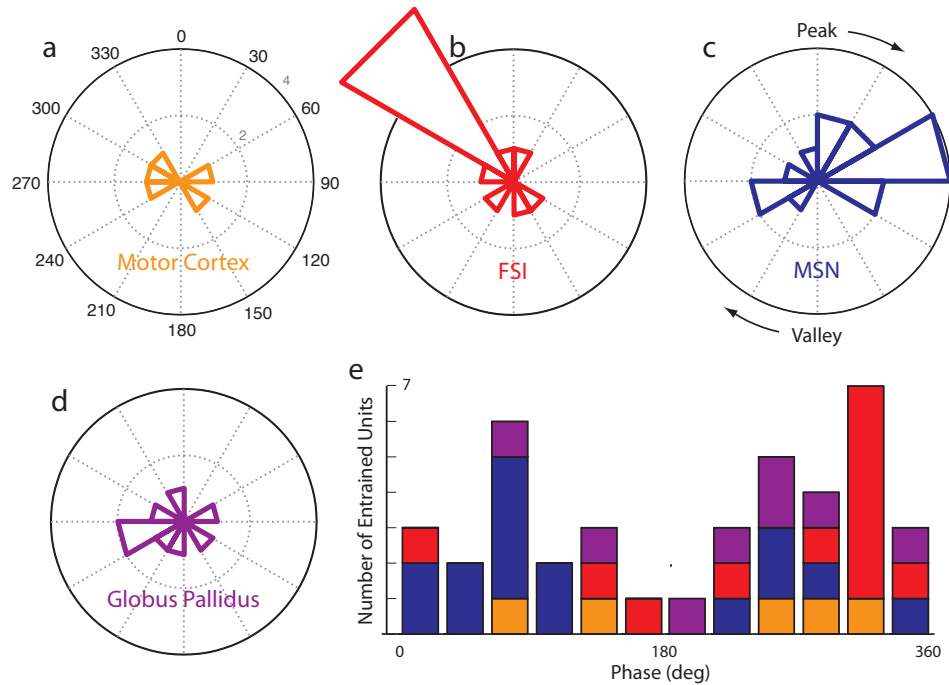 a
0
30
60
90
120
150
180
210
240
270
300
330
2
4
Motor Cortex
b
FSI
c
Peak
MSN
Valley
d
Globus Pallidus
e
7
Number of Entrained Units
0
180
360
Phase (deg)